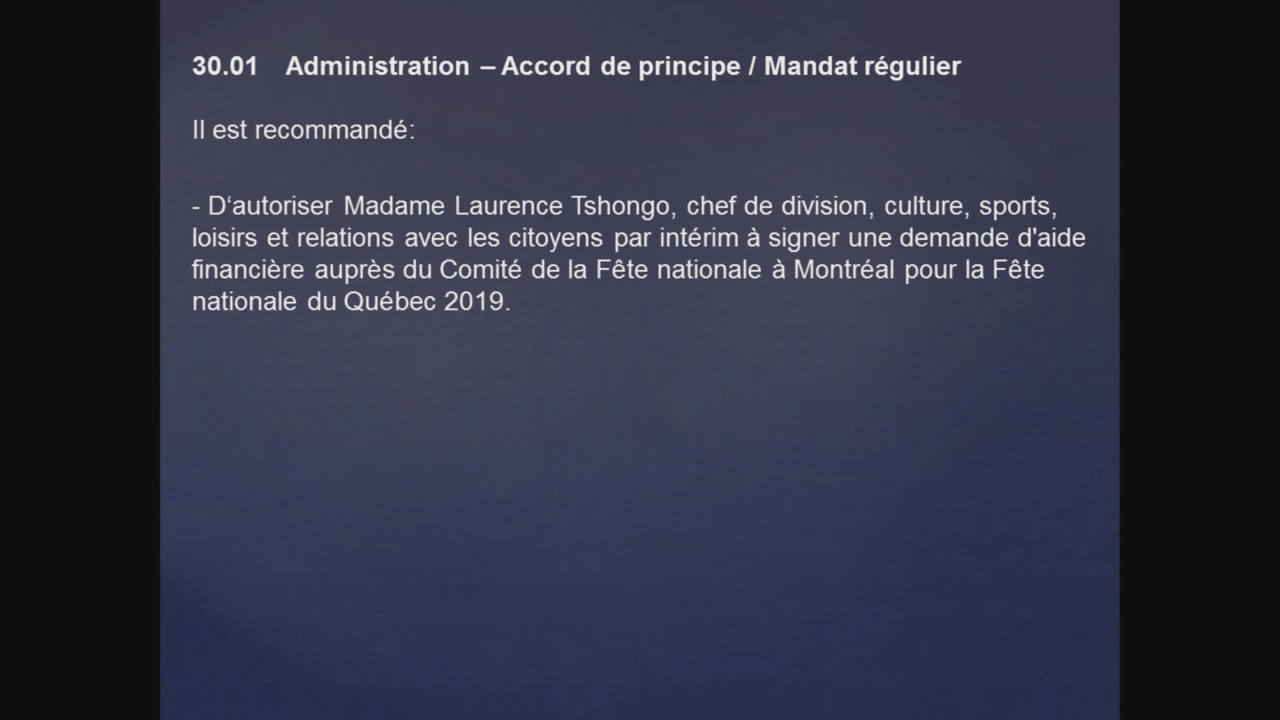 30.01 Administration – Accord de principe / Mandat régulier
Il est recommandé:
- D‘autoriser Madame Laurence Tshongo, chef de division, culture, sports,
loisirs et relations avec les citoyens par intérim à signer une demande d'aide
financière auprès du Comité de la Fête nationale à Montréal pour la Fête
nationale du Québec 2019.